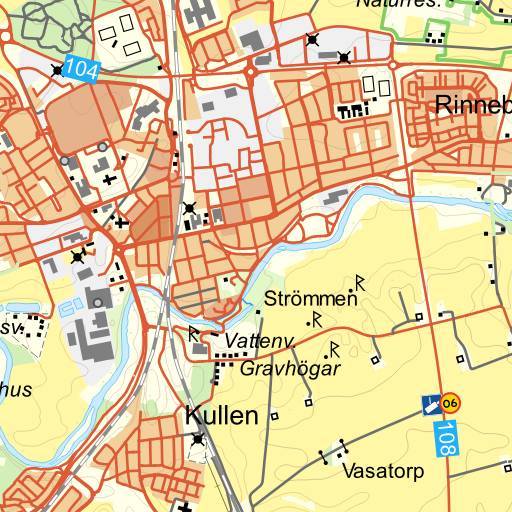 Naturres.
104
Rinneb
R
Strömmen
R
sv.
R
Vattenv.
R
Gravhögar
hus
06
Kullen
108
Vasatorp